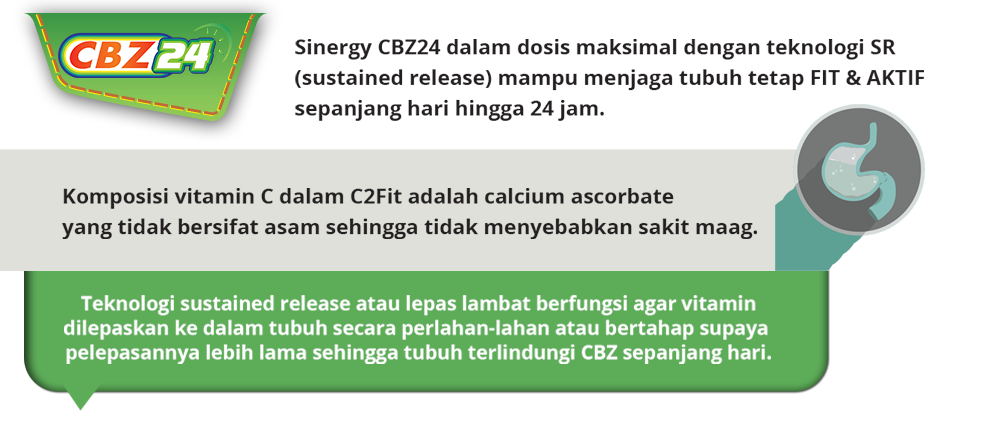 CBZ24
Sinergy CBZ24 dalam dosis maksimal dengan teknologi SR
(sustained release) mampu menjaga tubuh tetap FIT & AKTIF
sepanjang hari hingga 24 jam.
Komposisi vitamin C dalam C2Fit adalah calcium ascorbate
yang tidak bersifat asam sehingga tidak menyebabkan sakit maag.
Teknologi sustained release atau lepas lambat berfungsi agar vitamin
dilepaskan ke dalam tubuh secara perlahan-lahan atau bertahap supaya
pelepasannya lebih lama sehingga tubuh terlindungi CBZ sepanjang hari.